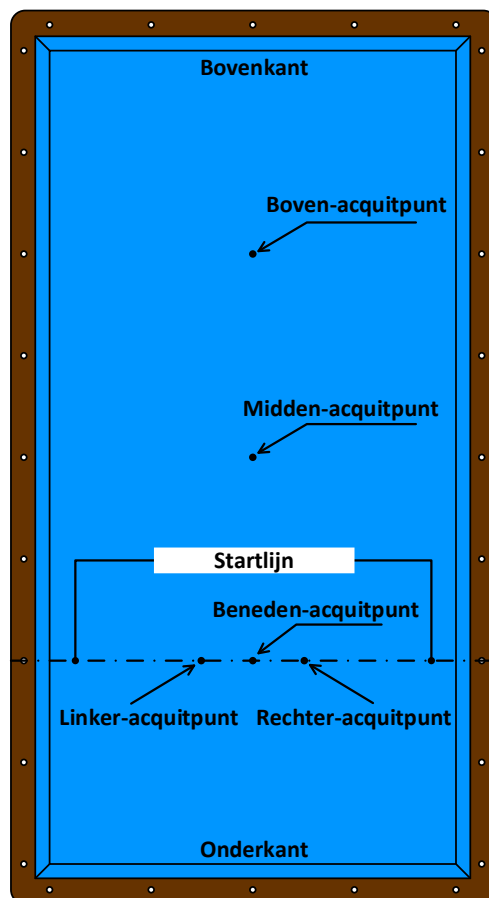 Bovenkant
Boven-acquitpunt
Midden-acquitpunt
Startlijn
Beneden-acquitpunt
Linker-acquitpunt
Rechter-acquitpunt
Onderkant